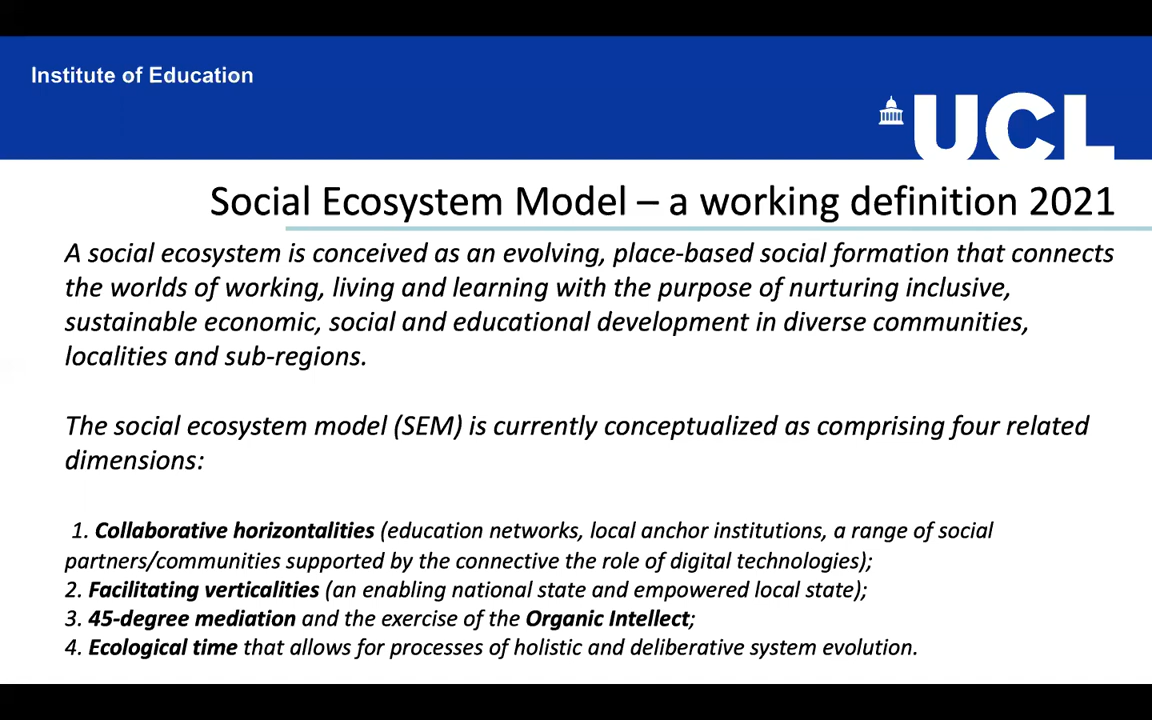 Institute of Education
UCL
Social Ecosystem Model – a working definition 2021
A social ecosystem is conceived as an evolving, place-based social formation that connects
the worlds of working, living and learning with the purpose of nurturing inclusive,
sustainable economic, social and educational development in diverse communities,
localities and sub-regions.
The social ecosystem model (SEM) is currently conceptualized as comprising four related
dimensions:
1. Collaborative horizontalities (education networks, local anchor institutions, a range of social
partners/communities supported by the connective the role of digital technologies);
2. Facilitating verticalities (an enabling national state and empowered local state);
3. 45-degree mediation and the exercise of the Organic Intellect;
4. Ecological time that allows for processes of holistic and deliberative system evolution.